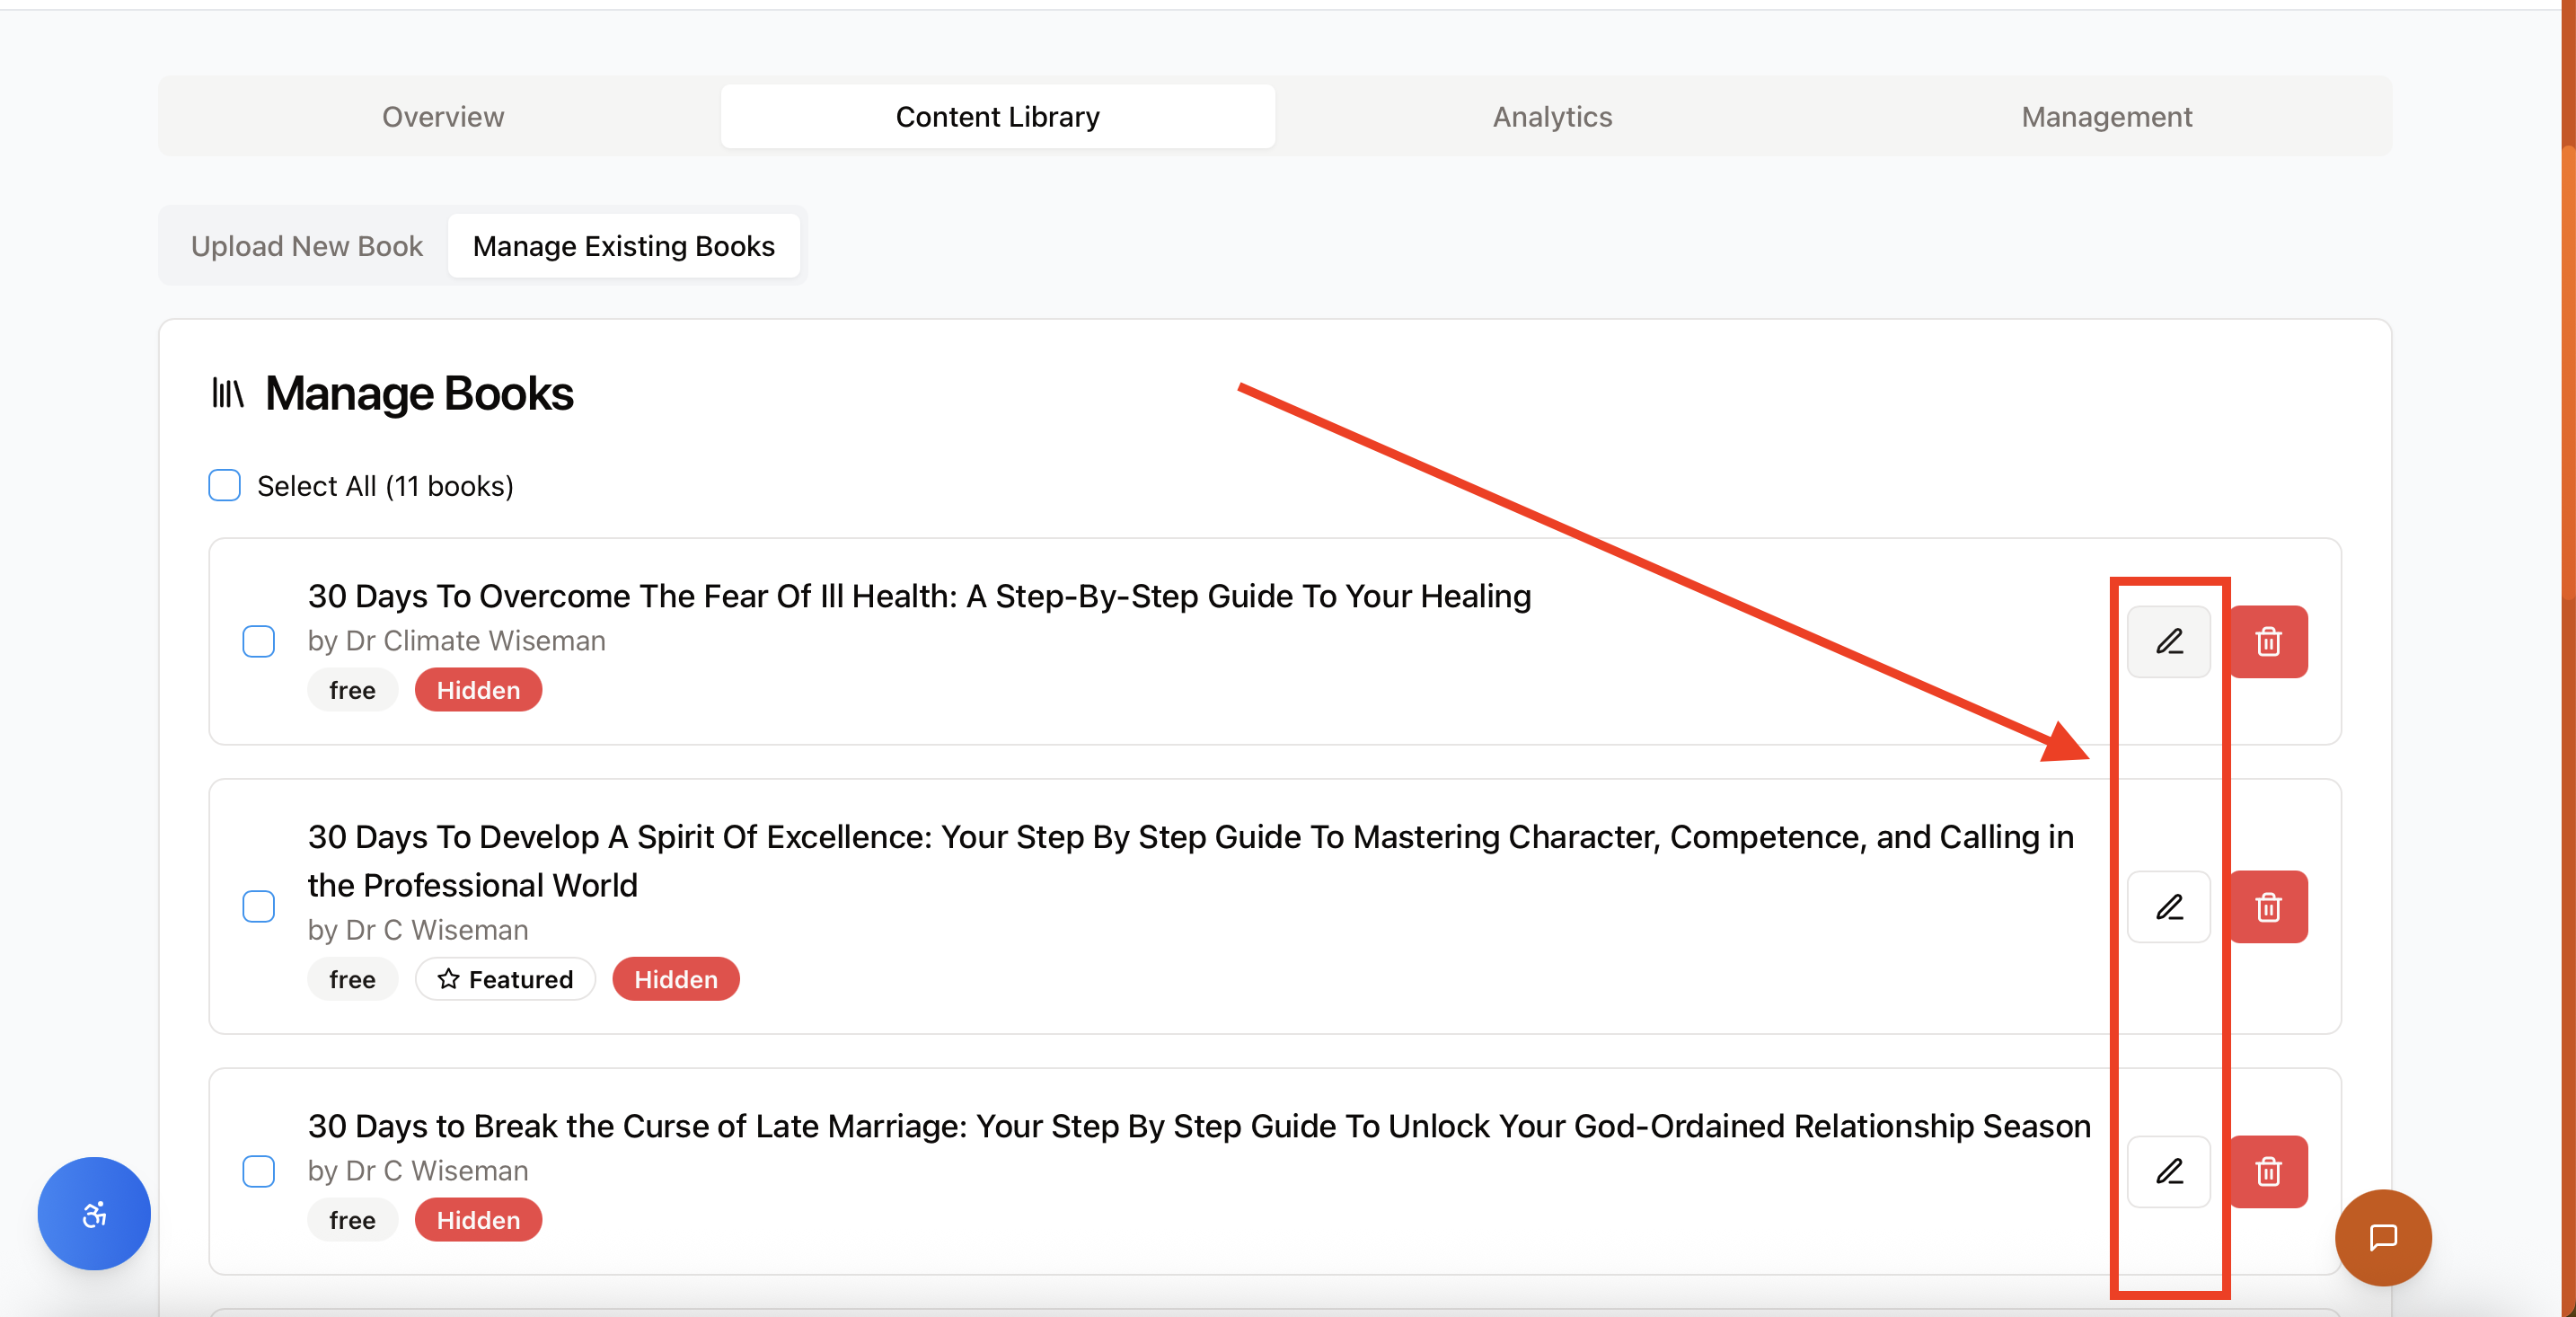 Overview
Content Library
Analytics
Management
Upload New Book
Manage Existing Books
Manage Books
Select All (11 books)
30 Days To Overcome The Fear Of Ill Health: A Step-By-Step Guide To Your Healing
by Dr Climate Wiseman
free
Hidden
30 Days To Develop A Spirit Of Excellence: Your Step By Step Guide To Mastering Character, Competence, and Calling in
the Professional World
by Dr C Wiseman
free
Featured
Hidden
30 Days to Break the Curse of Late Marriage: Your Step By Step Guide To Unlock Your God-Ordained Relationship Season
by Dr C Wiseman
free
Hidden